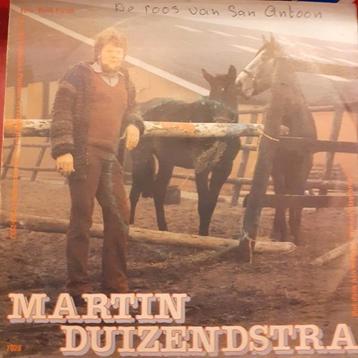 De roos van San Antoon
MARTIN
DUIZENDSTRA